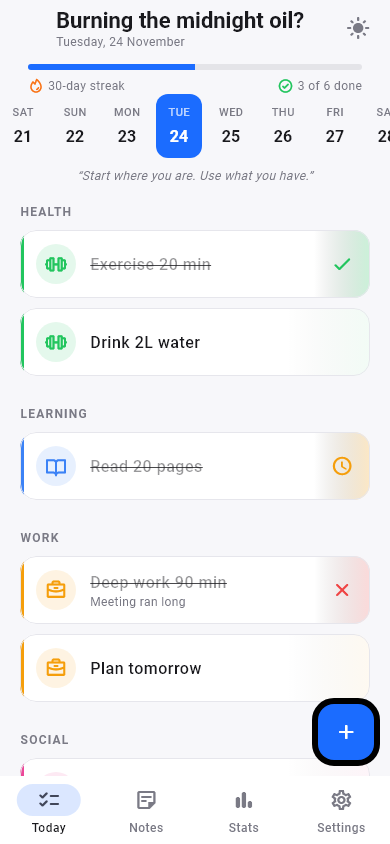 Burning the midnight oil?
Tuesday, 24 November
30-day streak
3 of 6 done
SAT SUN MON TUE WED THU FRI SA
21 22 23 24 25 26 27 28
“Start where you are. Use what you have.”
HEALTH
Exercise 20 min
Drink 2L water
LEARNING
Read 20 pages
WORK
Deep work 90 min
Meeting ran long
Plan tomorrow
SOCIAL
Today Notes Stats Settings